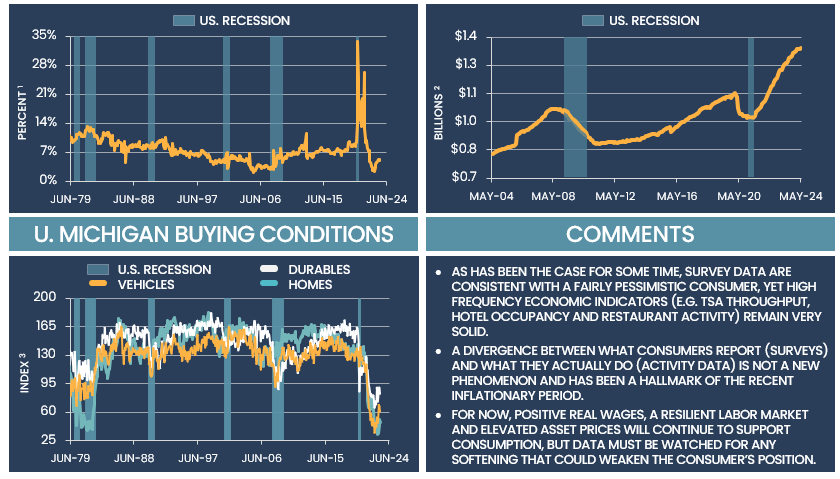 U.S. RECESSION
35%
28%
21%
14%
7%
0%
PERCENT ¹
JUN-79 JUN-88 JUN-97 JUN-06 JUN-15 JUN-24
U.S. RECESSION
$1.4
$1.3
$1.1
$1.0
$0.8
$0.7
BILLIONS ²
MAY-04 MAY-08 MAY-12 MAY-16 MAY-20 MAY-24
U. MICHIGAN BUYING CONDITIONS
U.S. RECESSION DURABLES
VEHICLES HOMES
200
165
130
95
60
25
INDEX ³
JUN-79 JUN-88 JUN-97 JUN-06 JUN-15 JUN-24
COMMENTS
• AS HAS BEEN THE CASE FOR SOME TIME, SURVEY DATA ARE
CONSISTENT WITH A FAIRLY PESSIMISTIC CONSUMER, YET HIGH
FREQUENCY ECONOMIC INDICATORS (E.G. TSA THROUGHPUT,
HOTEL OCCUPANCY AND RESTAURANT ACTIVITY) REMAIN VERY
SOLID.
• A DIVERGENCE BETWEEN WHAT CONSUMERS REPORT (SURVEYS)
AND WHAT THEY ACTUALLY DO (ACTIVITY DATA) IS NOT A NEW
PHENOMENON AND HAS BEEN A HALLMARK OF THE RECENT
INFLATIONARY PERIOD.
• FOR NOW, POSITIVE REAL WAGES, A RESILIENT LABOR MARKET
AND ELEVATED ASSET PRICES WILL CONTINUE TO SUPPORT
CONSUMPTION, BUT DATA MUST BE WATCHED FOR ANY
SOFTENING THAT COULD WEAKEN THE CONSUMER'S POSITION.